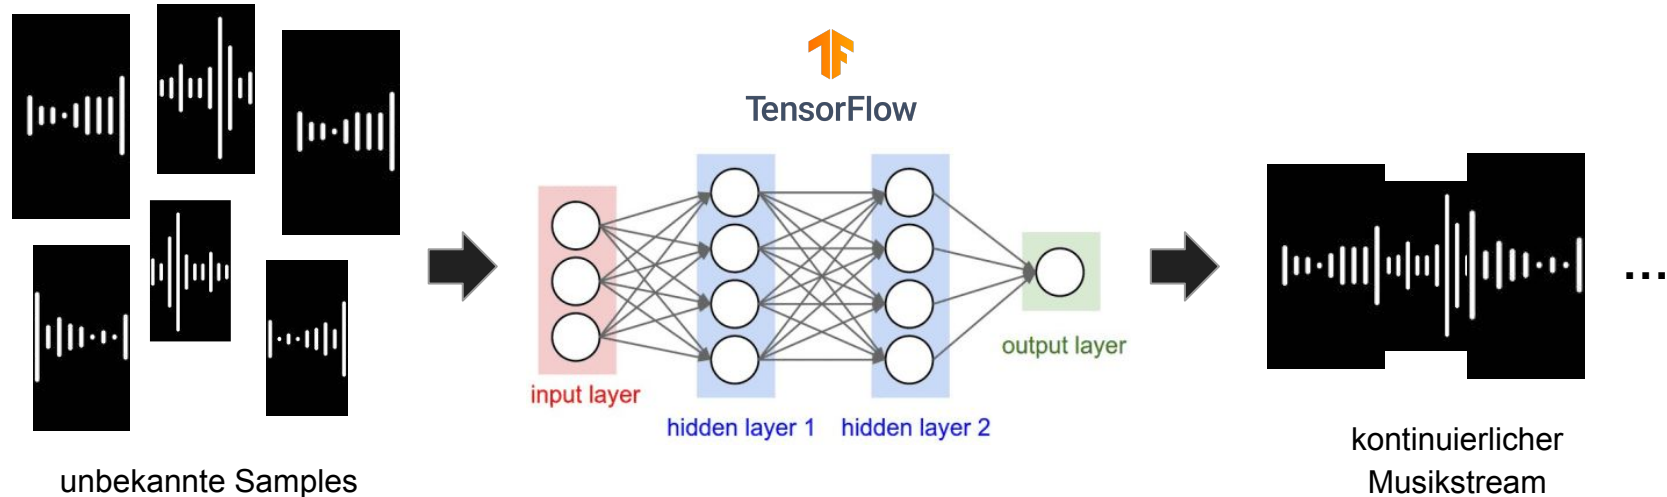 TensorFlow
input layer
hidden layer 1
hidden layer 2
output layer
unbekannte Samples
kontinuierlicher
Musikstream
...